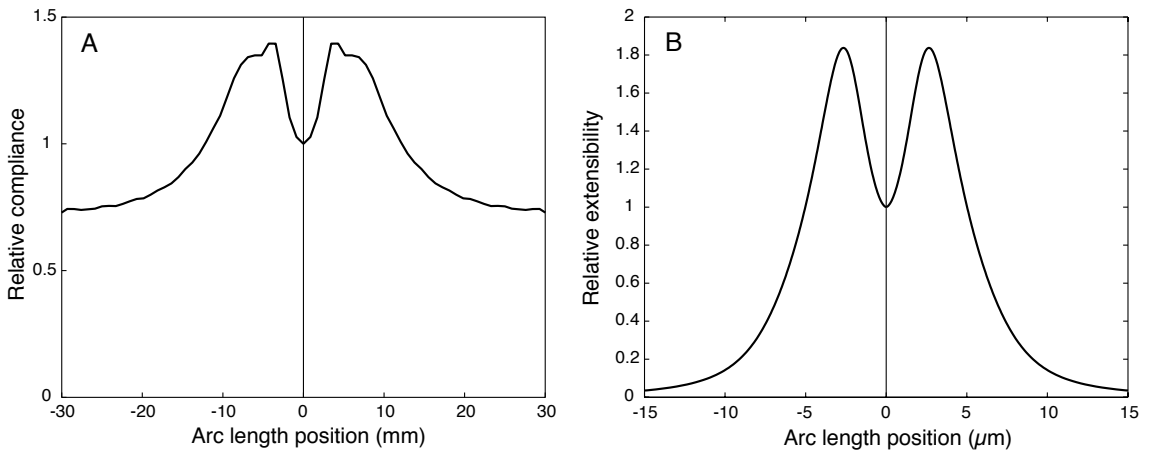 A
1.5
1
0.5
0
Relative compliance
-30 -20 -10 0 10 20 30
Arc length position (mm)
B
2
1.8
1.6
1.4
1.2
1
0.8
0.6
0.4
0.2
0
Relative extensibility
-15 -10 -5 0 5 10 15
Arc length position (µm)